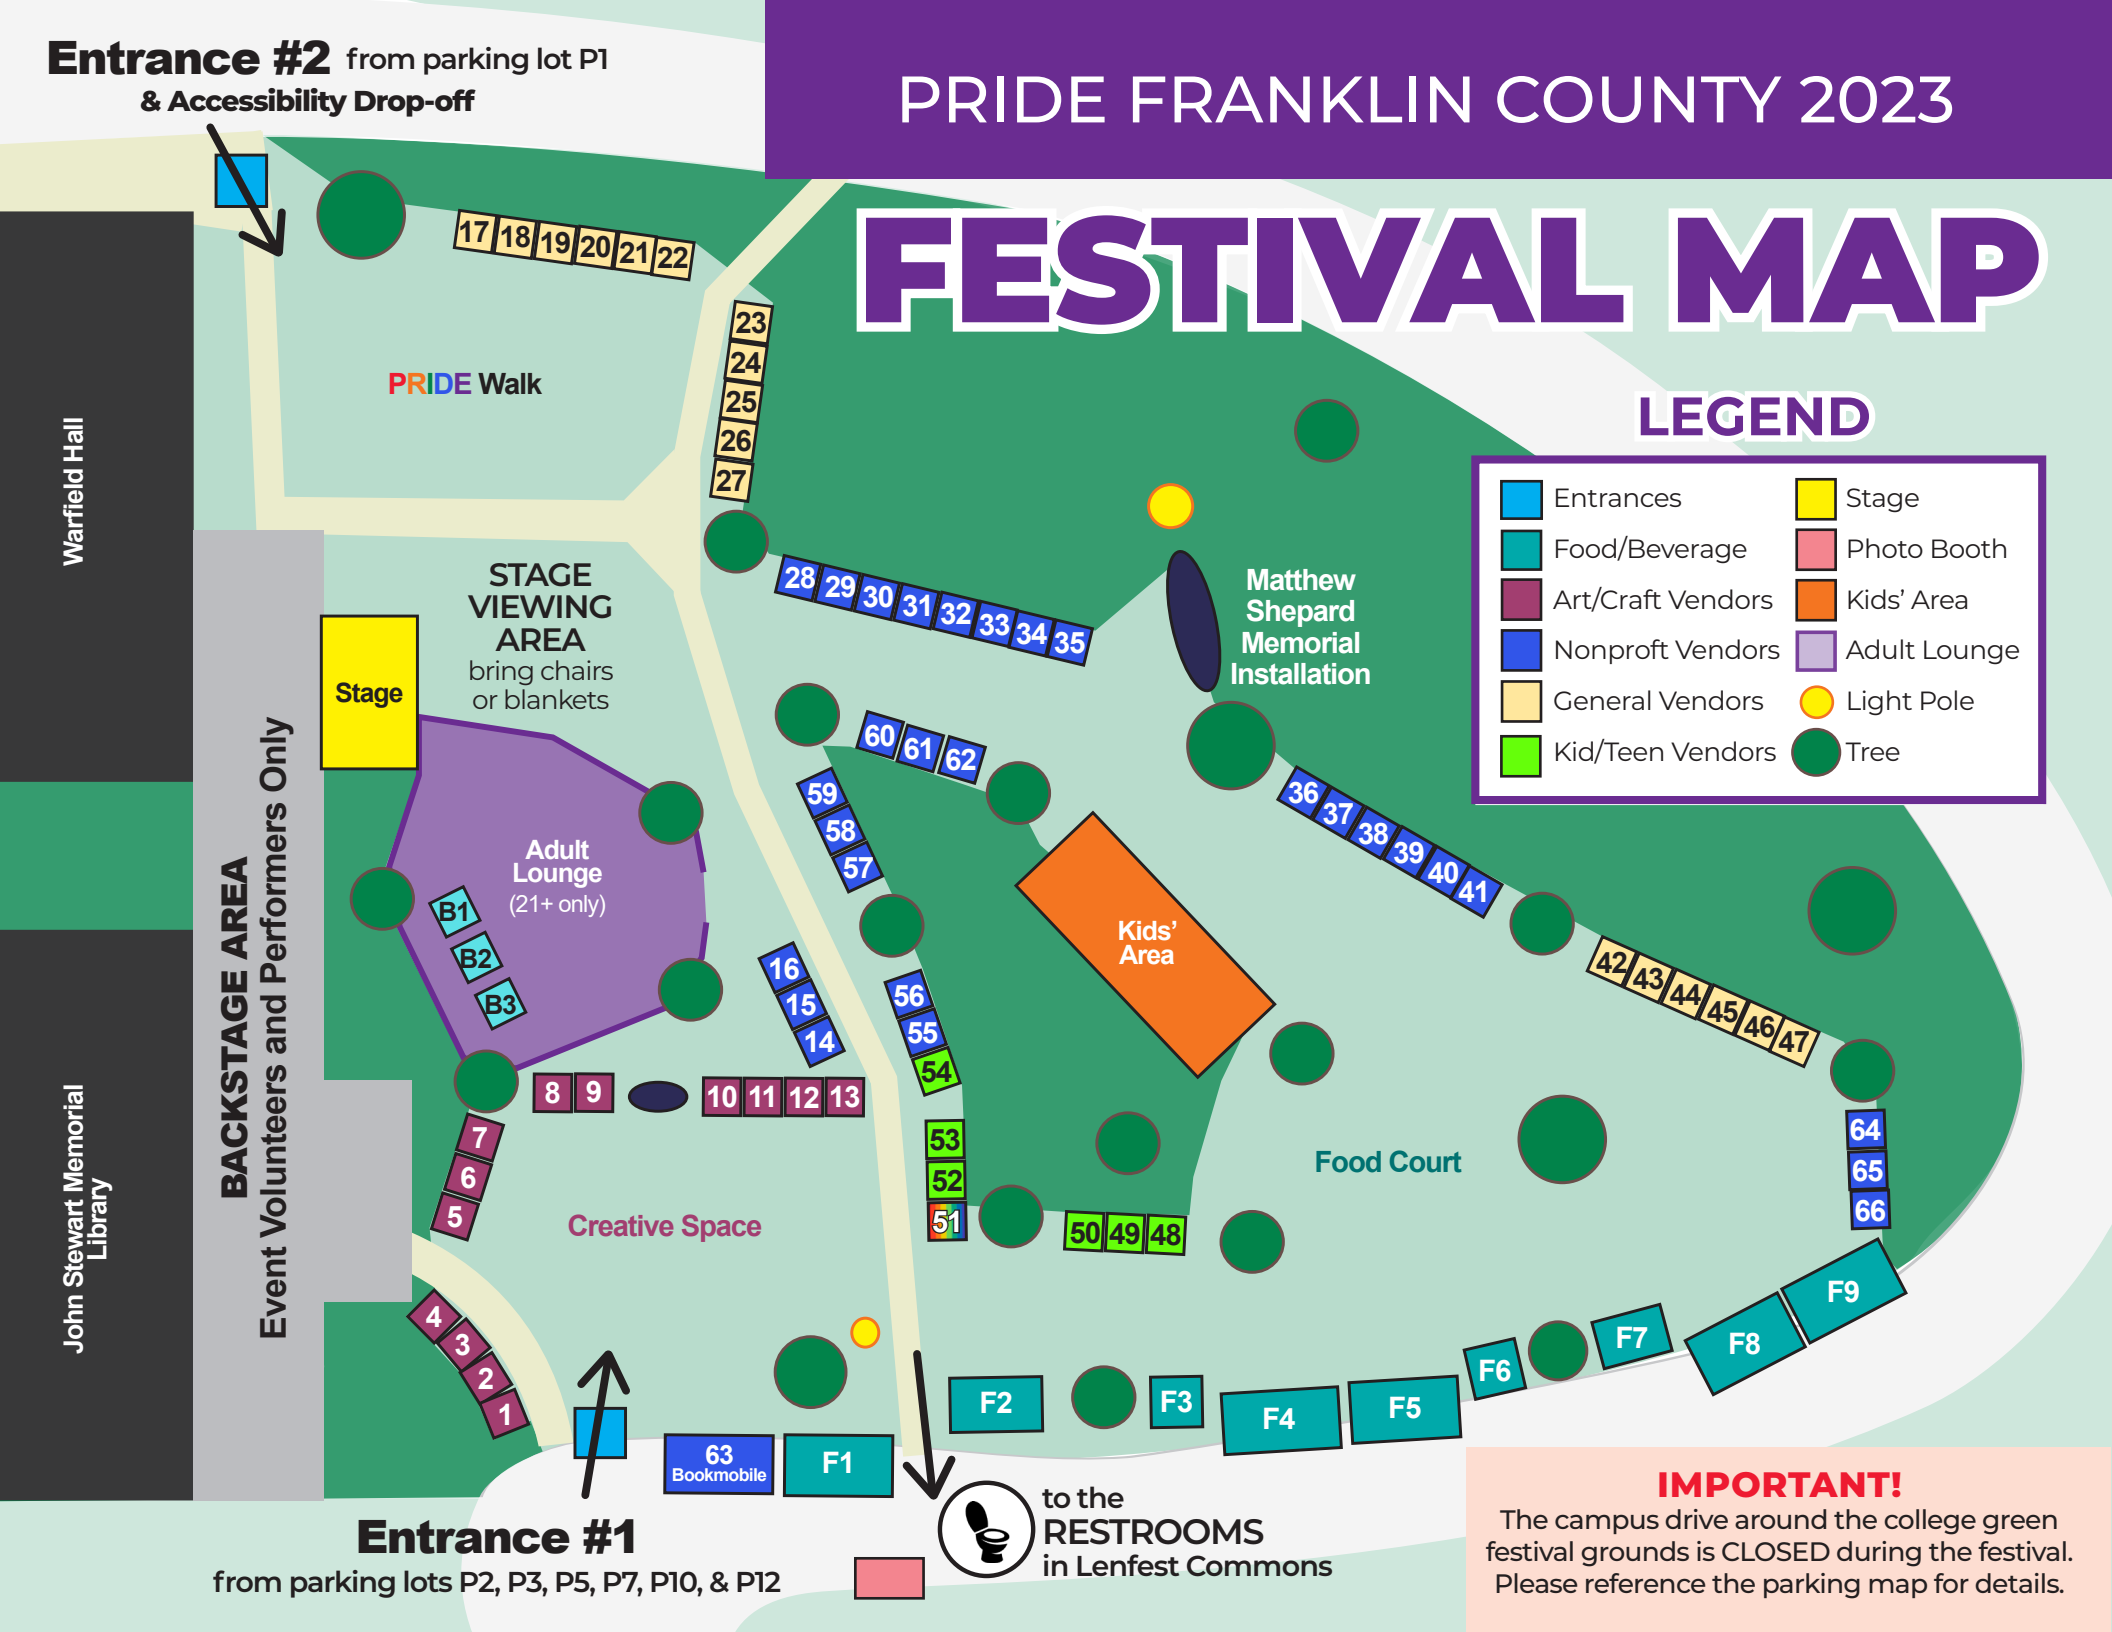 Entrance #2 from parking lot P1
& Accessibility Drop-off
PRIDE FRANKLIN COUNTY 2023
FESTIVAL MAP
LEGEND
Entrances
Food/Beverage
Art/Craft Vendors
Nonproft Vendors
General Vendors
Kid/Teen Vendors
Stage
Photo Booth
Kids' Area
Adult Lounge
Light Pole
Tree
17 18 19 20 21 22
23
24
25
26
27
PRIDE Walk
Warfield Hall
STAGE
VIEWING
AREA
bring chairs
or blankets
Stage
28 29 30 31 32 33 34 35
Matthew
Shepard
Memorial
Installation
60 61 62
59
58
57
36 37 38 39 40 41
Adult
Lounge
(21+ only)
B1
B2
B3
Kids'
Area
42 43 44 45 46 47
16
15
14
56
55
54
BACKSTAGE AREA
Event Volunteers and Performers Only
John Stewart Memorial
Library
8 9
10 11 12 13
7
6
5
53
52
51
50 49 48
Food Court
64
65
66
Creative Space
4
3
2
1
63
Bookmobile
F1
F2
F3
F4
F5
F6
F7
F8
F9
Entrance #1
from parking lots P2, P3, P5, P7, P10, & P12
to the
RESTROOMS
in Lenfest Commons
IMPORTANT!
The campus drive around the college green
festival grounds is CLOSED during the festival.
Please reference the parking map for details.